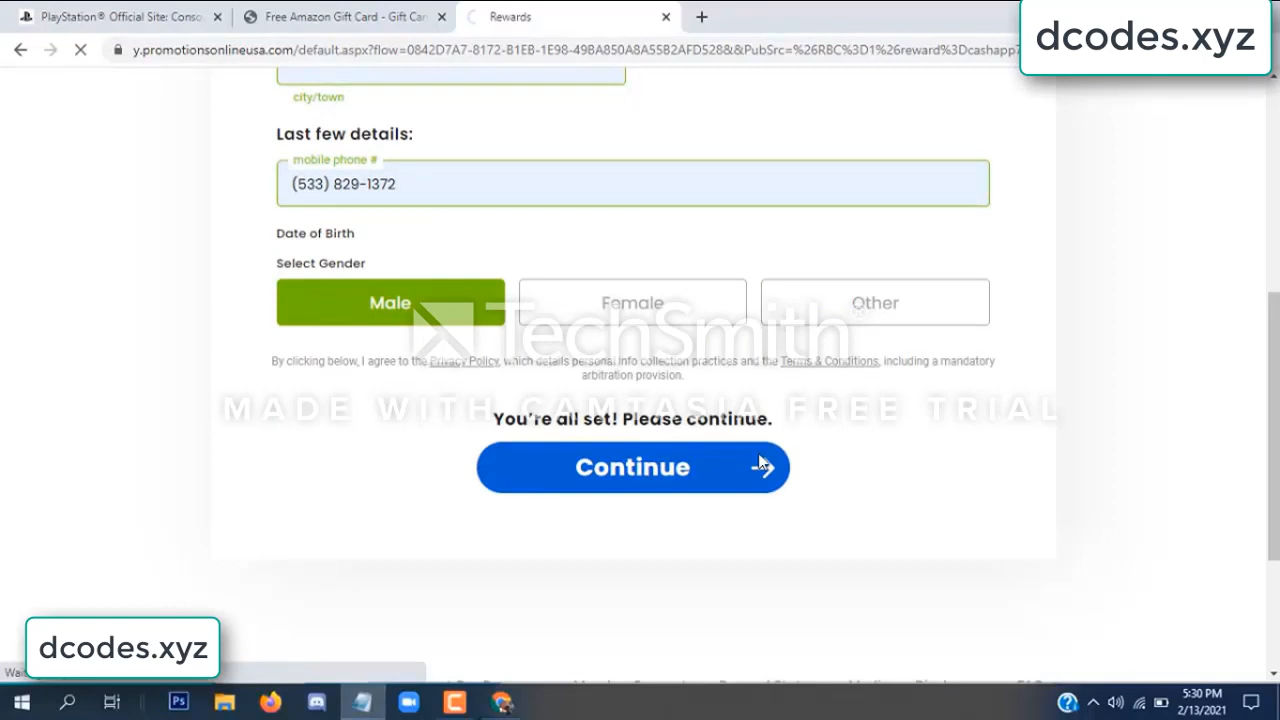 PlayStation® Official Site: Conso
Free Amazon Gift Card - Gift Car
Rewards
y.promotionsonlineusa.com/default.aspx?flow=0842D7A7-8172-B1EB-1E98-49BA850A8A55B2AFD528&&PubSrc=%26RBC%3D1%26reward%3Dcashapp7
dcodes.xyz
city/town
Last few details:
mobile phone #
(533) 829-1372
Date of Birth
Select Gender
Male
Female
Other
TechSmith
By clicking below, I agree to the Privacy Policy, which details personal info collection practices and the Terms & Conditions, including a mandatory
arbitration provision.
MADE WITH CAMTASIA FREE TRIAL
You're all set! Please continue.
Continue
dcodes.xyz
Ps
5:30 PM
2/13/2021